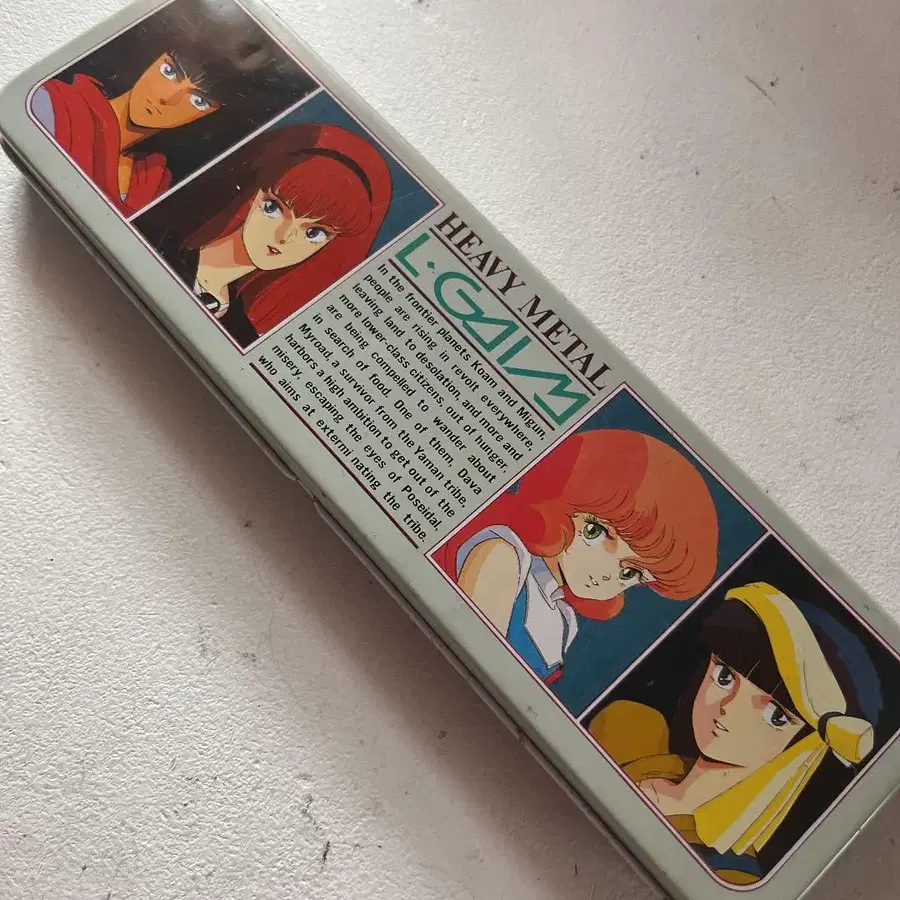 HEAVY METAL
L·GAIM
In the frontier planets Koam and Migun,
people are rising in revolt everywhere,
leaving land to desolation, and more and
more lower-class citizens, out of hunger,
are being compelled to wander about
in search of food. One of them, Dava
Myroad, a survivor from the Yaman tribe,
harbors a high ambition to get out of the
misery, escaping the eyes of Poseidal,
who aims at extermi nating the tribe.